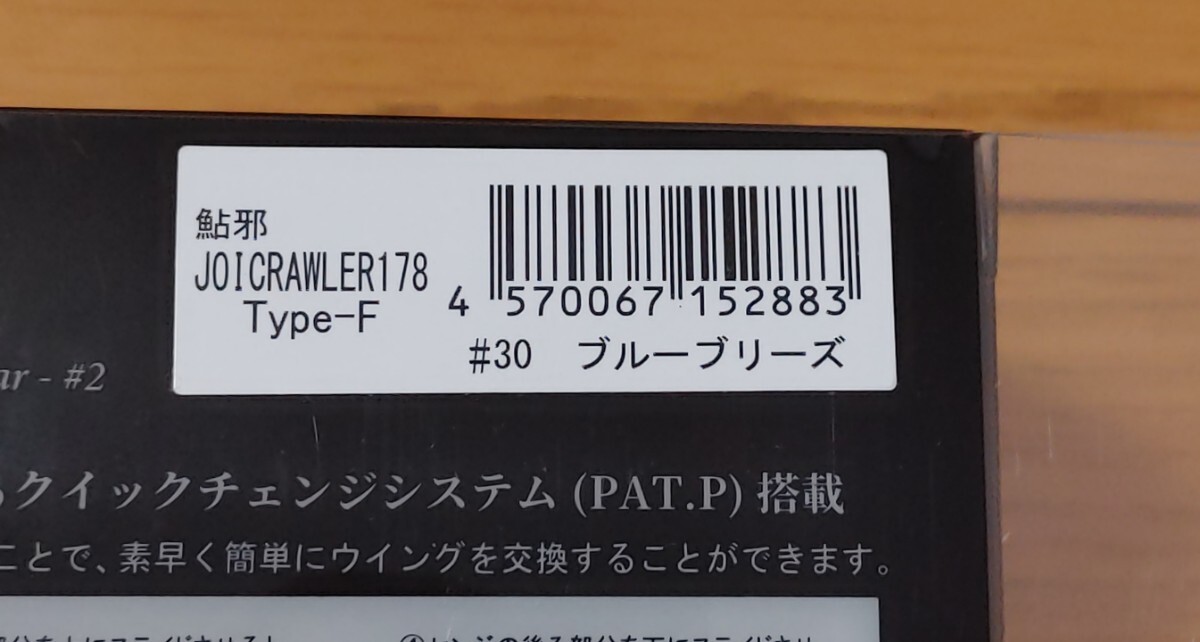 鮎邪
JOICRAWLER178
Type-F
4 570067 152883
#30 ブルーブリーズ
ar - #2
クイックチェンジシステム (PAT.P) 搭載
ことで、素早く簡単にウイングを交換することができます。